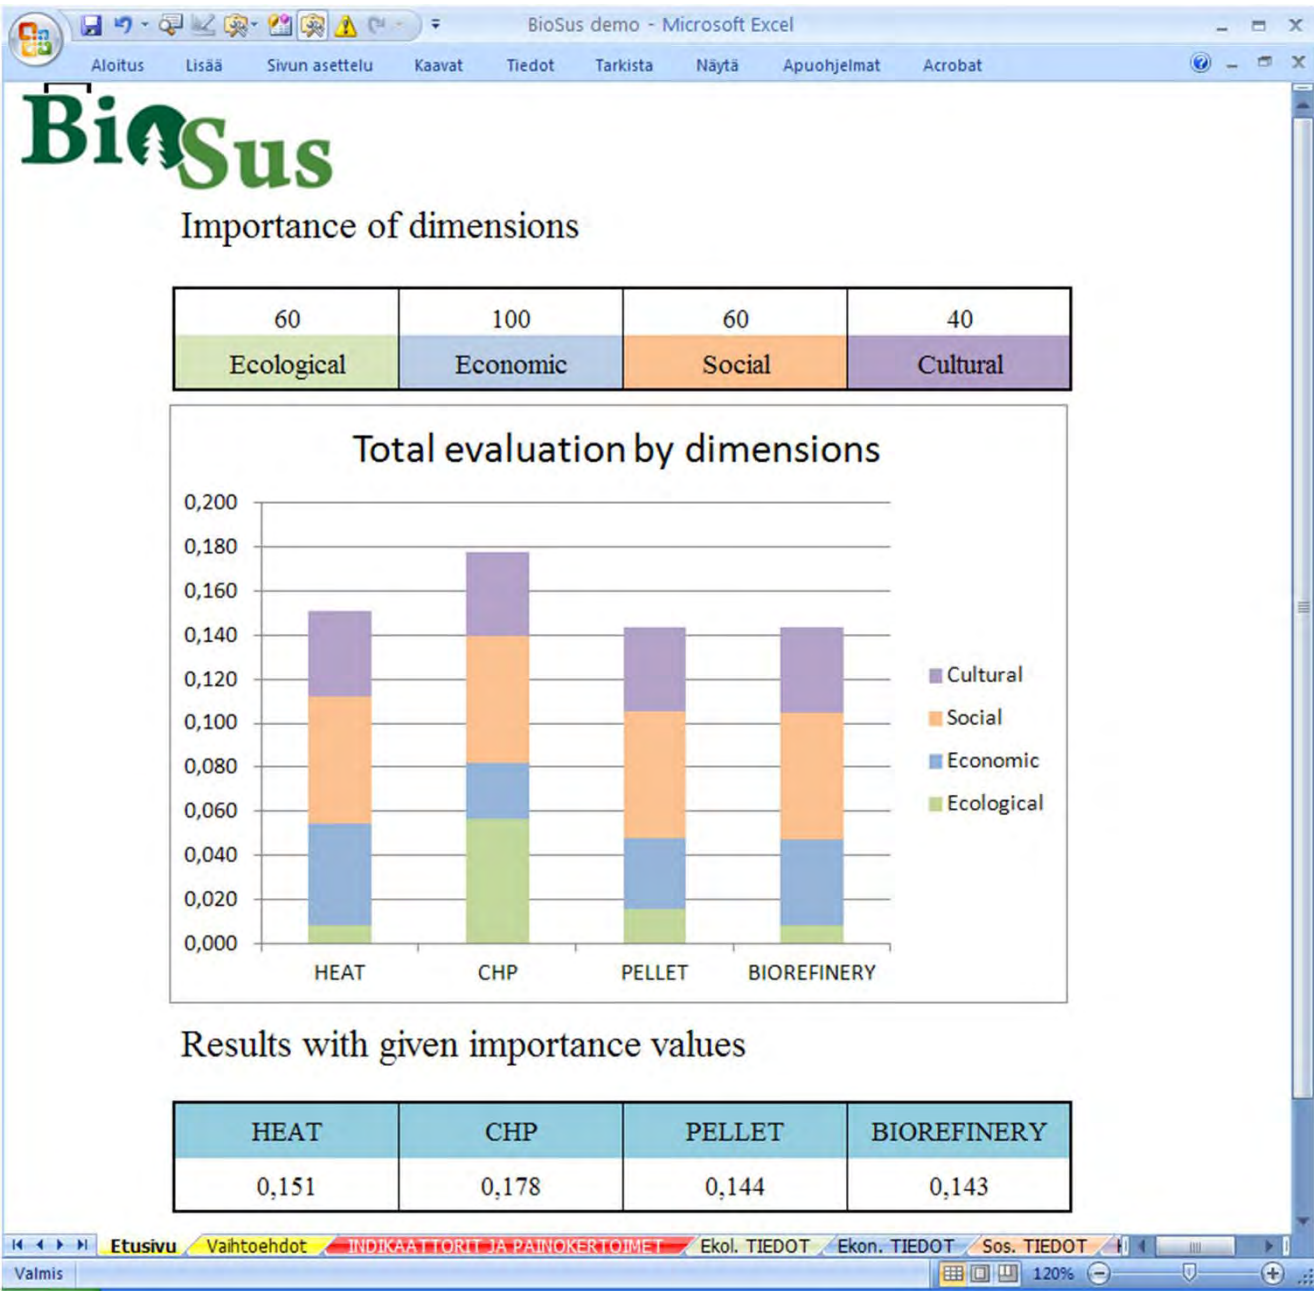 BioSus demo - Microsoft Excel
Aloitus Lisää Sivun asettelu Kaavat Tiedot Tarkista Näytä Apuohjelmat Acrobat
BioSus
Importance of dimensions
60 100 60 40
Ecological Economic Social Cultural
Total evaluation by dimensions
0,200
0,180
0,160
0,140
0,120
0,100
0,080
0,060
0,040
0,020
0,000
HEAT CHP PELLET BIOREFINERY
Cultural
Social
Economic
Ecological
Results with given importance values
HEAT CHP PELLET BIOREFINERY
0,151 0,178 0,144 0,143
Etusivu Vaihtoehdot INDIKAATTORIT JA PAINOKERTOIMET Ekol. TIEDOT Ekon. TIEDOT Sos. TIEDOT
Valmis 120%